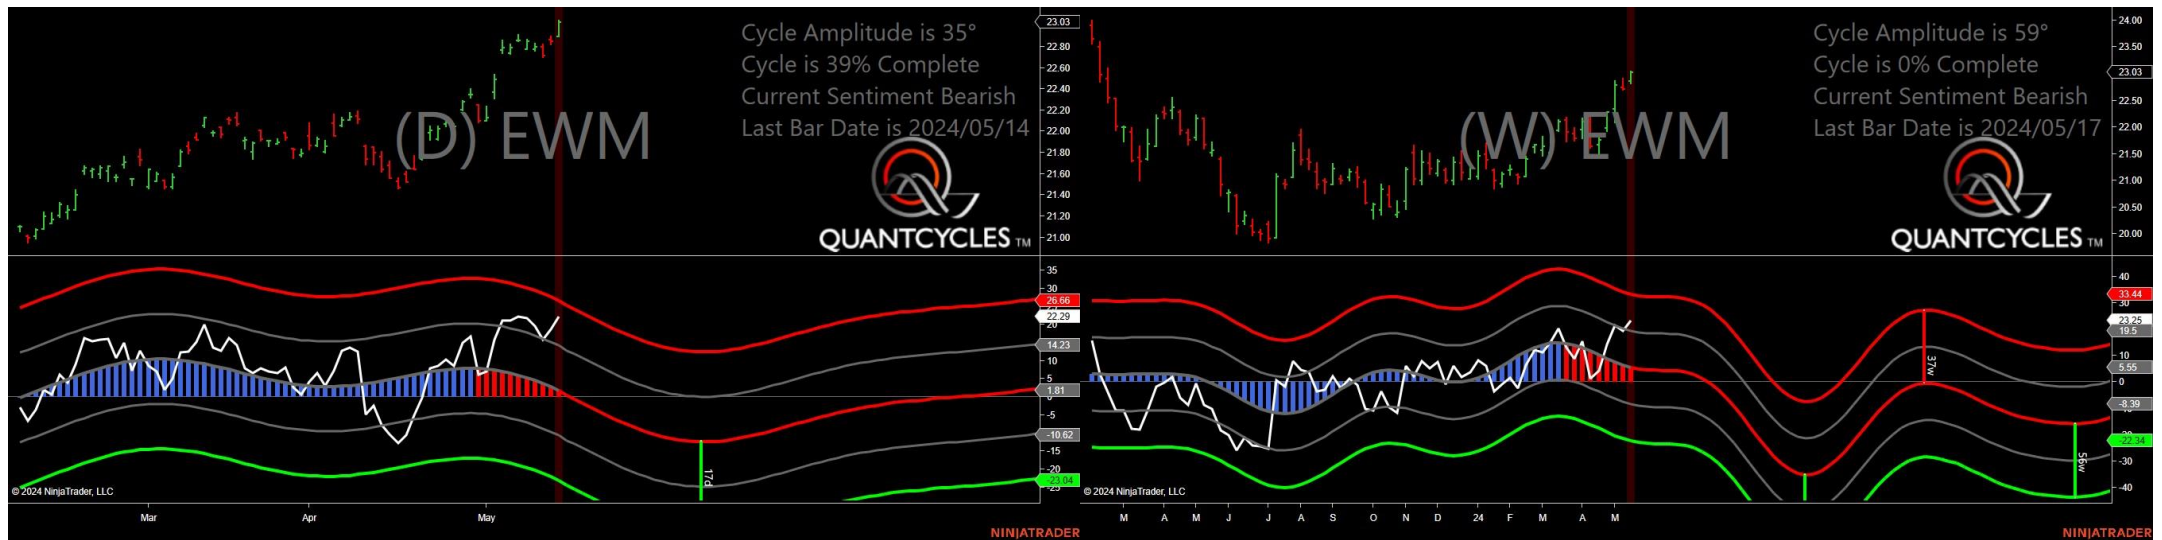 Cycle Amplitude is 35°
Cycle is 39% Complete
Current Sentiment Bearish
Last Bar Date is 2024/05/14
(D) EWM
QUANTCYCLES TM
23.03
22.80
22.60
22.40
22.20
22.00
21.80
21.60
21.40
21.20
21.00
35
30
26.66
22.29
20
14.23
10
5
1.81
0
-5
-10.62
-15
-20
-23.04
-25
17d
© 2024 NinjaTrader, LLC
Mar Apr May
NINJATRADER
Cycle Amplitude is 59°
Cycle is 0% Complete
Current Sentiment Bearish
Last Bar Date is 2024/05/17
(W) EWM
QUANTCYCLES TM
24.00
23.50
23.03
22.50
22.00
21.50
21.00
20.50
20.00
40
33.44
30
23.25
19.5
10
5.55
0
-8.39
-22.34
-30
-40
37w
56w
© 2024 NinjaTrader, LLC
M A M J J A S O N D 24 F M A M
NINJATRADER